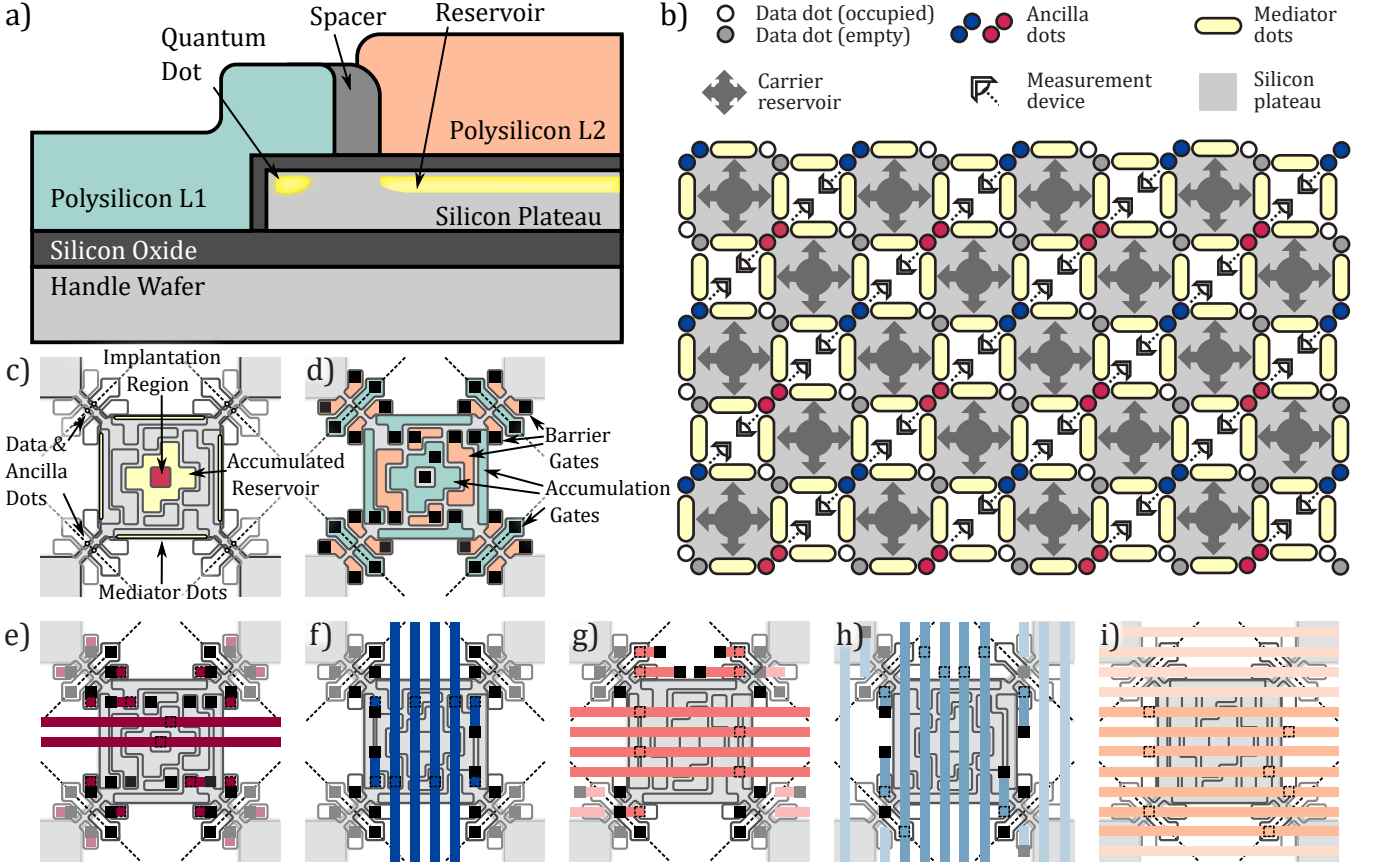 a)
Spacer
Reservoir
Quantum
Dot
Polysilicon L2
Polysilicon L1
Silicon Plateau
Silicon Oxide
Handle Wafer
b)
Data dot (occupied)
Data dot (empty)
Ancilla
dots
Mediator
dots
Carrier
reservoir
Measurement
device
Silicon
plateau
c)
Implantation
Region
Data &
Ancilla
Dots
Accumulated
Reservoir
Mediator Dots
d)
Barrier
Gates
Accumulation
Gates
e)
f)
g)
h)
i)